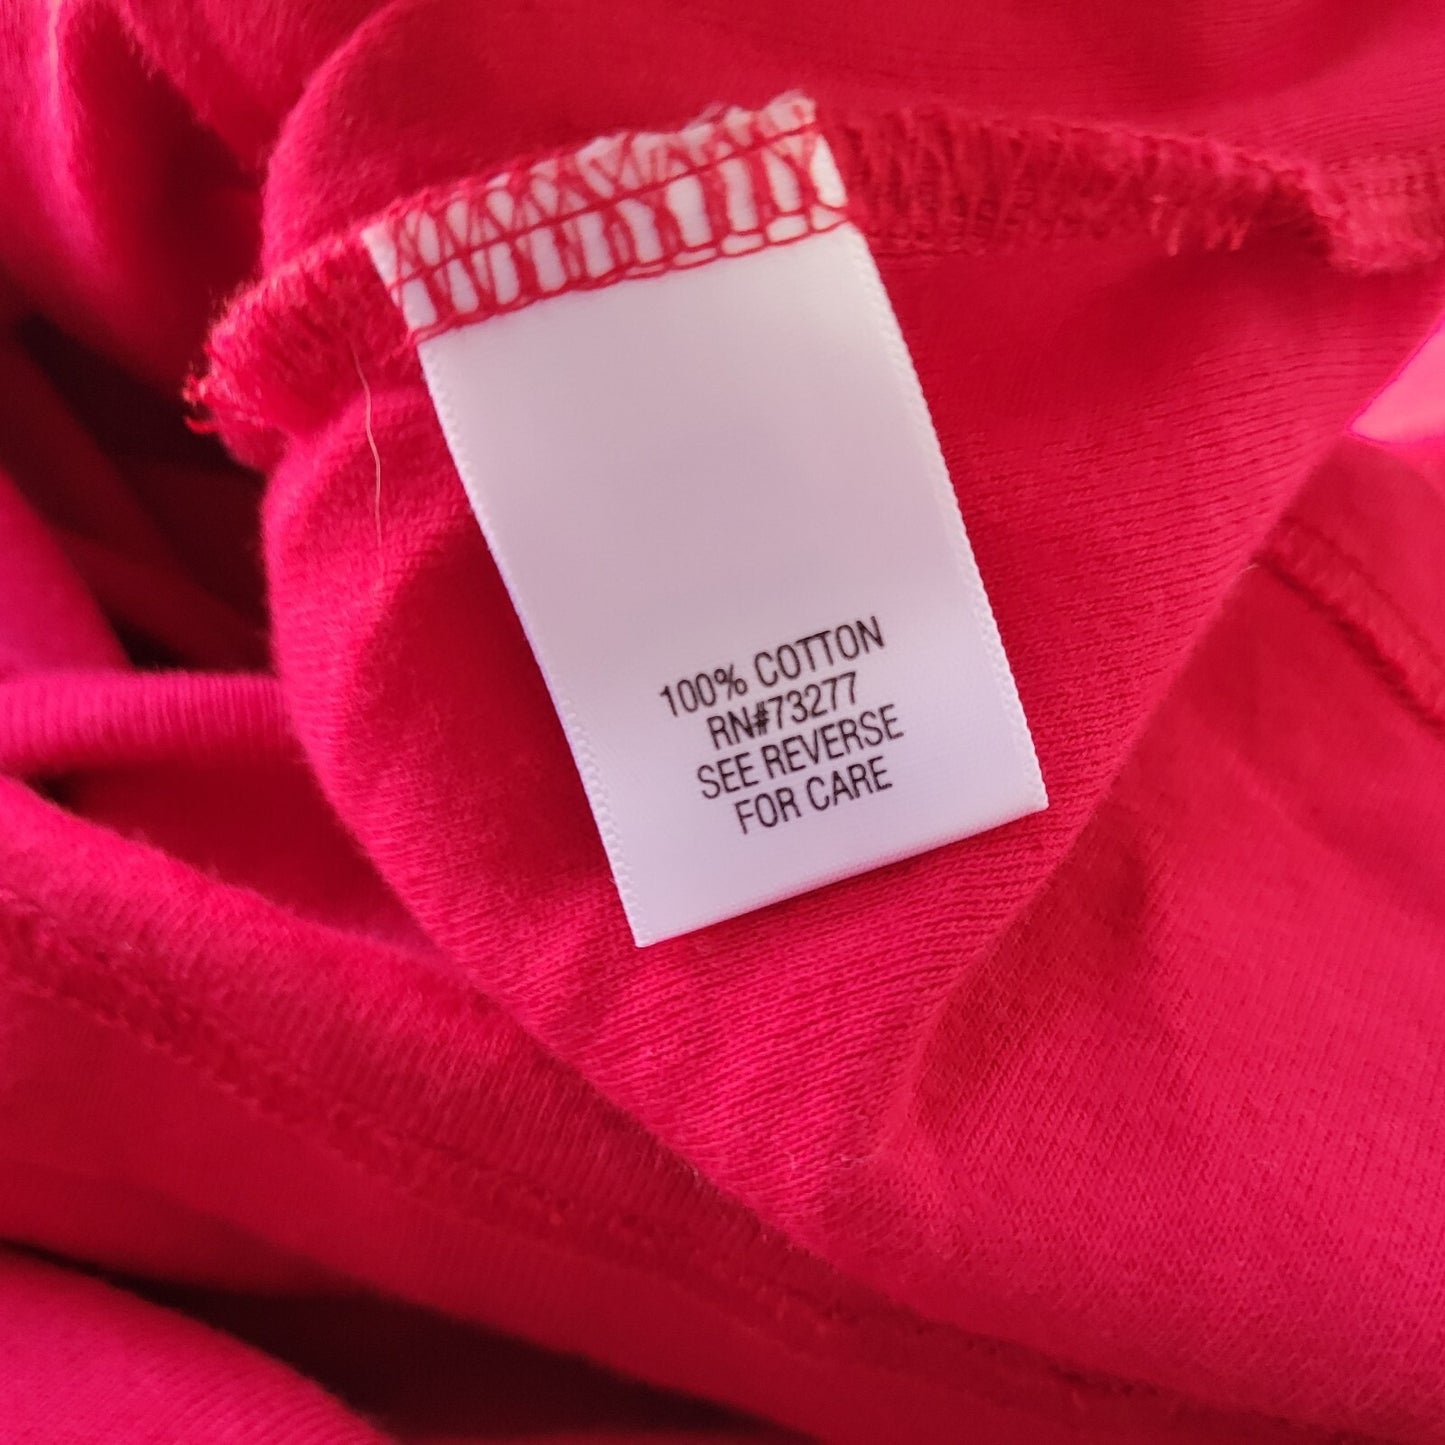 100% COTTON
RN#73277
SEE REVERSE
FOR CARE